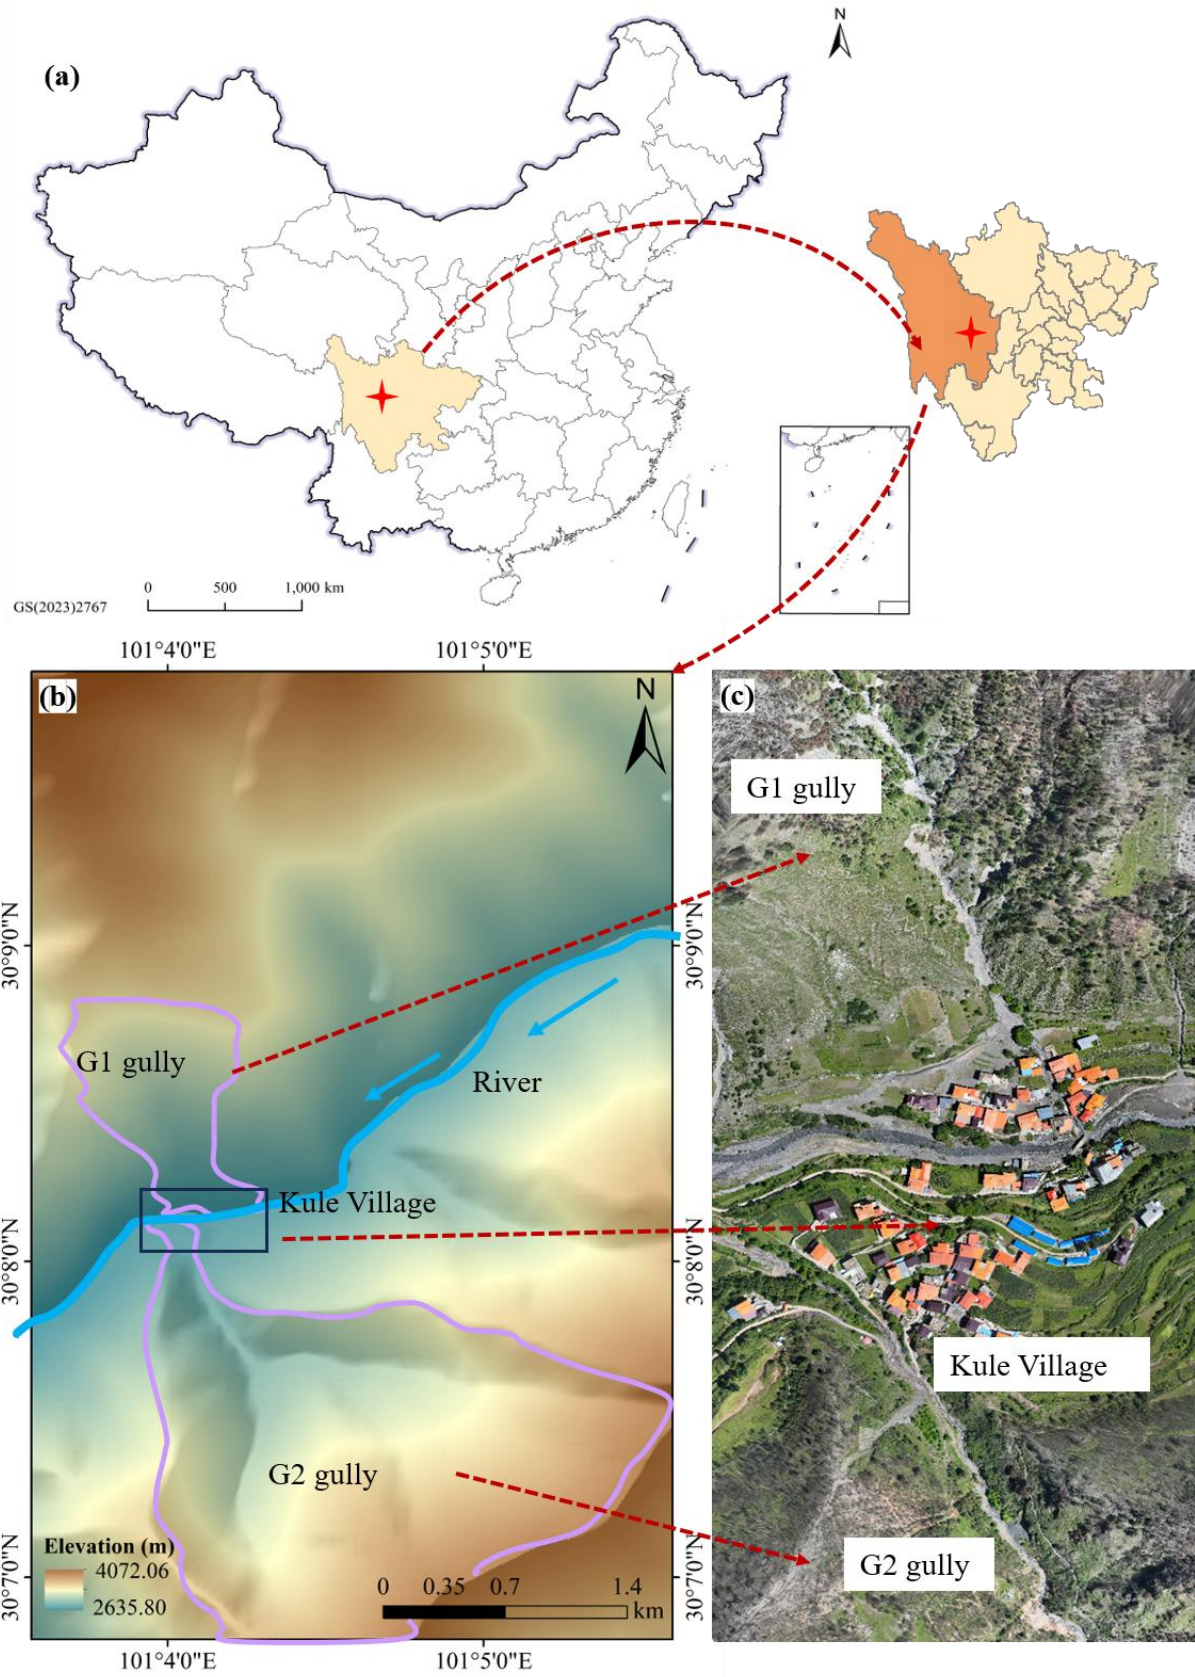 (a)
N
0 500 1,000 km
GS(2023)2767
101°4'0"E 101°5'0"E
(b)
N
(c)
G1 gully
30°9'0"N 30°9'0"N
G1 gully
River
Kule Village
30°8'0"N 30°8'0"N
Kule Village
G2 gully
Elevation (m)
4072.06
2635.80
0 0.35 0.7 1.4
km
G2 gully
30°7'0"N 30°7'0"N
101°4'0"E 101°5'0"E